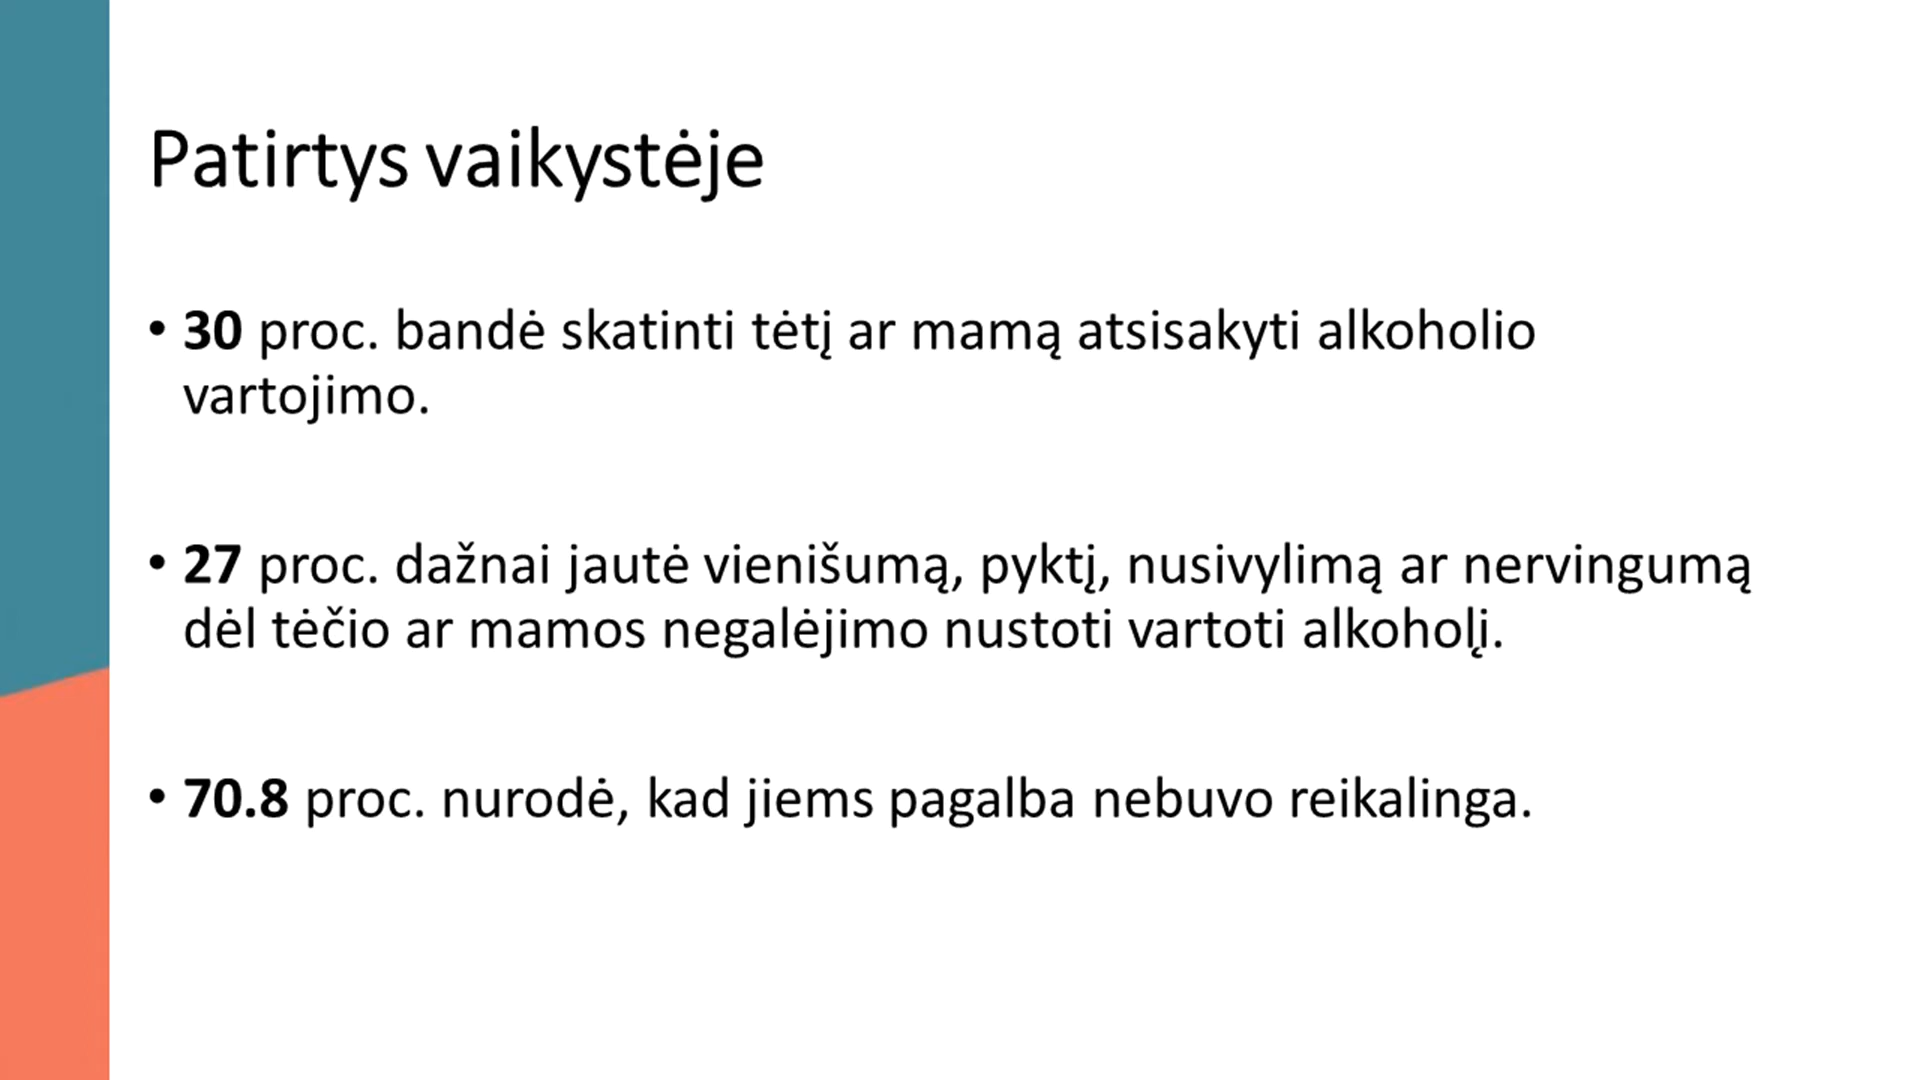 Patirtys vaikystėje
• 30 proc. bandė skatinti tėtį ar mamą atsisakyti alkoholio
vartojimo.
• 27 proc. dažnai jautė vienišumą, pyktį, nusivylimą ar nervingumą
dėl tėčio ar mamos negalėjimo nustoti vartoti alkohoļį.
• 70.8 proc. nurodė, kad jiems pagalba nebuvo reikalinga.